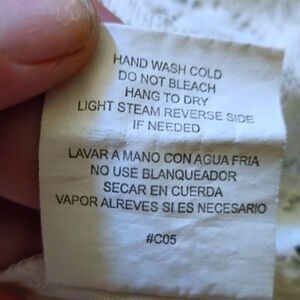 HAND WASH COLD
DO NOT BLEACH
HANG TO DRY
LIGHT STEAM REVERSE SIDE
IF NEEDED
LAVAR A MANO CON AGUA FRIA
NO USE BLANQUEADOR
SECAR EN CUERDA
VAPOR ALREVES SI ES NECESARIO
#C05